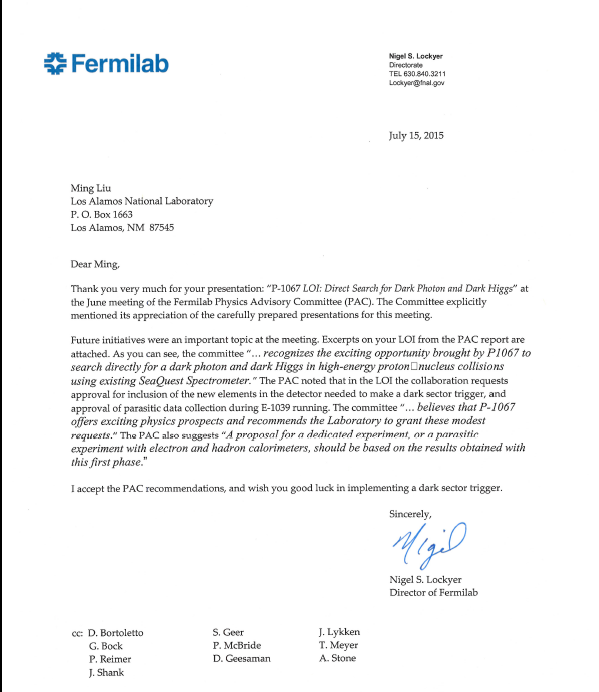 Fermilab
Nigel S. Lockyer
Directorate
TEL 630.840.3211
Lockyer@fnal.gov
July 15, 2015
Ming Liu
Los Alamos National Laboratory
P. O. Box 1663
Los Alamos, NM 87545
Dear Ming,
Thank you very much for your presentation: "P-1067 LOI: Direct Search for Dark Photon and Dark Higgs" at
the June meeting of the Fermilab Physics Advisory Committee (PAC). The Committee explicitly
mentioned its appreciation of the carefully prepared presentations for this meeting.
Future initiatives were an important topic at the meeting. Excerpts on your LOI from the PAC report are
attached. As you can see, the committee "... recognizes the exciting opportunity brought by P1067 to
search directly for a dark photon and dark Higgs in high-energy proton□nucleus collisions
using existing SeaQuest Spectrometer." The PAC noted that in the LOI the collaboration requests
approval for inclusion of the new elements in the detector needed to make a dark sector trigger, and
approval of parasitic data collection during E-1039 running. The committee "... believes that P-1067
offers exciting physics prospects and recommends the Laboratory to grant these modest
requests." The PAC also suggests "A proposal for a dedicated experiment, or a parasitic
experiment with electron and hadron calorimeters, should be based on the results obtained with
this first phase."
I accept the PAC recommendations, and wish you good luck in implementing a dark sector trigger.
Sincerely,
Nigel
Nigel S. Lockyer
Director of Fermilab
cc: D. Bortoletto S. Geer J. Lykken
G. Bock P. McBride T. Meyer
P. Reimer D. Geesaman A. Stone
J. Shank